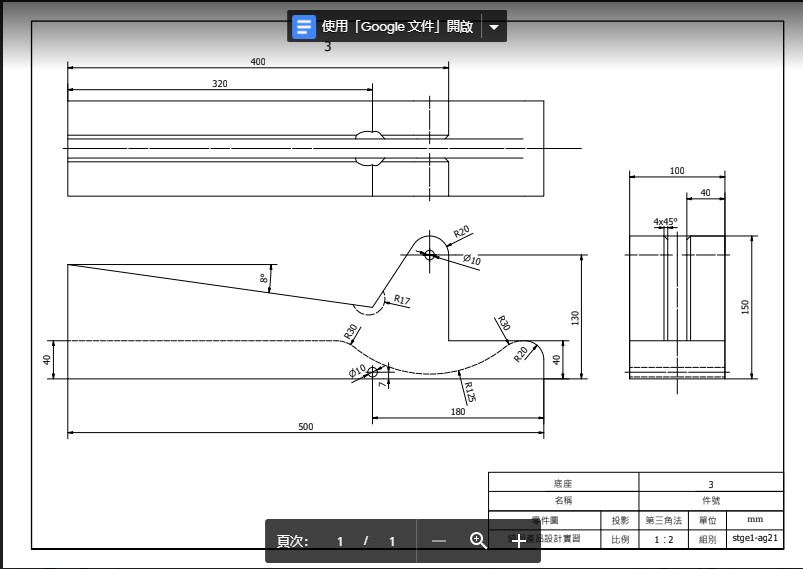 使用「Google 文件」開啟
3
400
320
100
40
4x45°
R20
Ø10
8°
R17
130
150
R30
R30
R20
40
Ø10
7
40
R125
180
500
底座 3
名稱 件號
零件圖 投影 第三角法 單位 mm
產品設計實習 比例 1：2 組別 stge1-ag21
頁次： 1 / 1